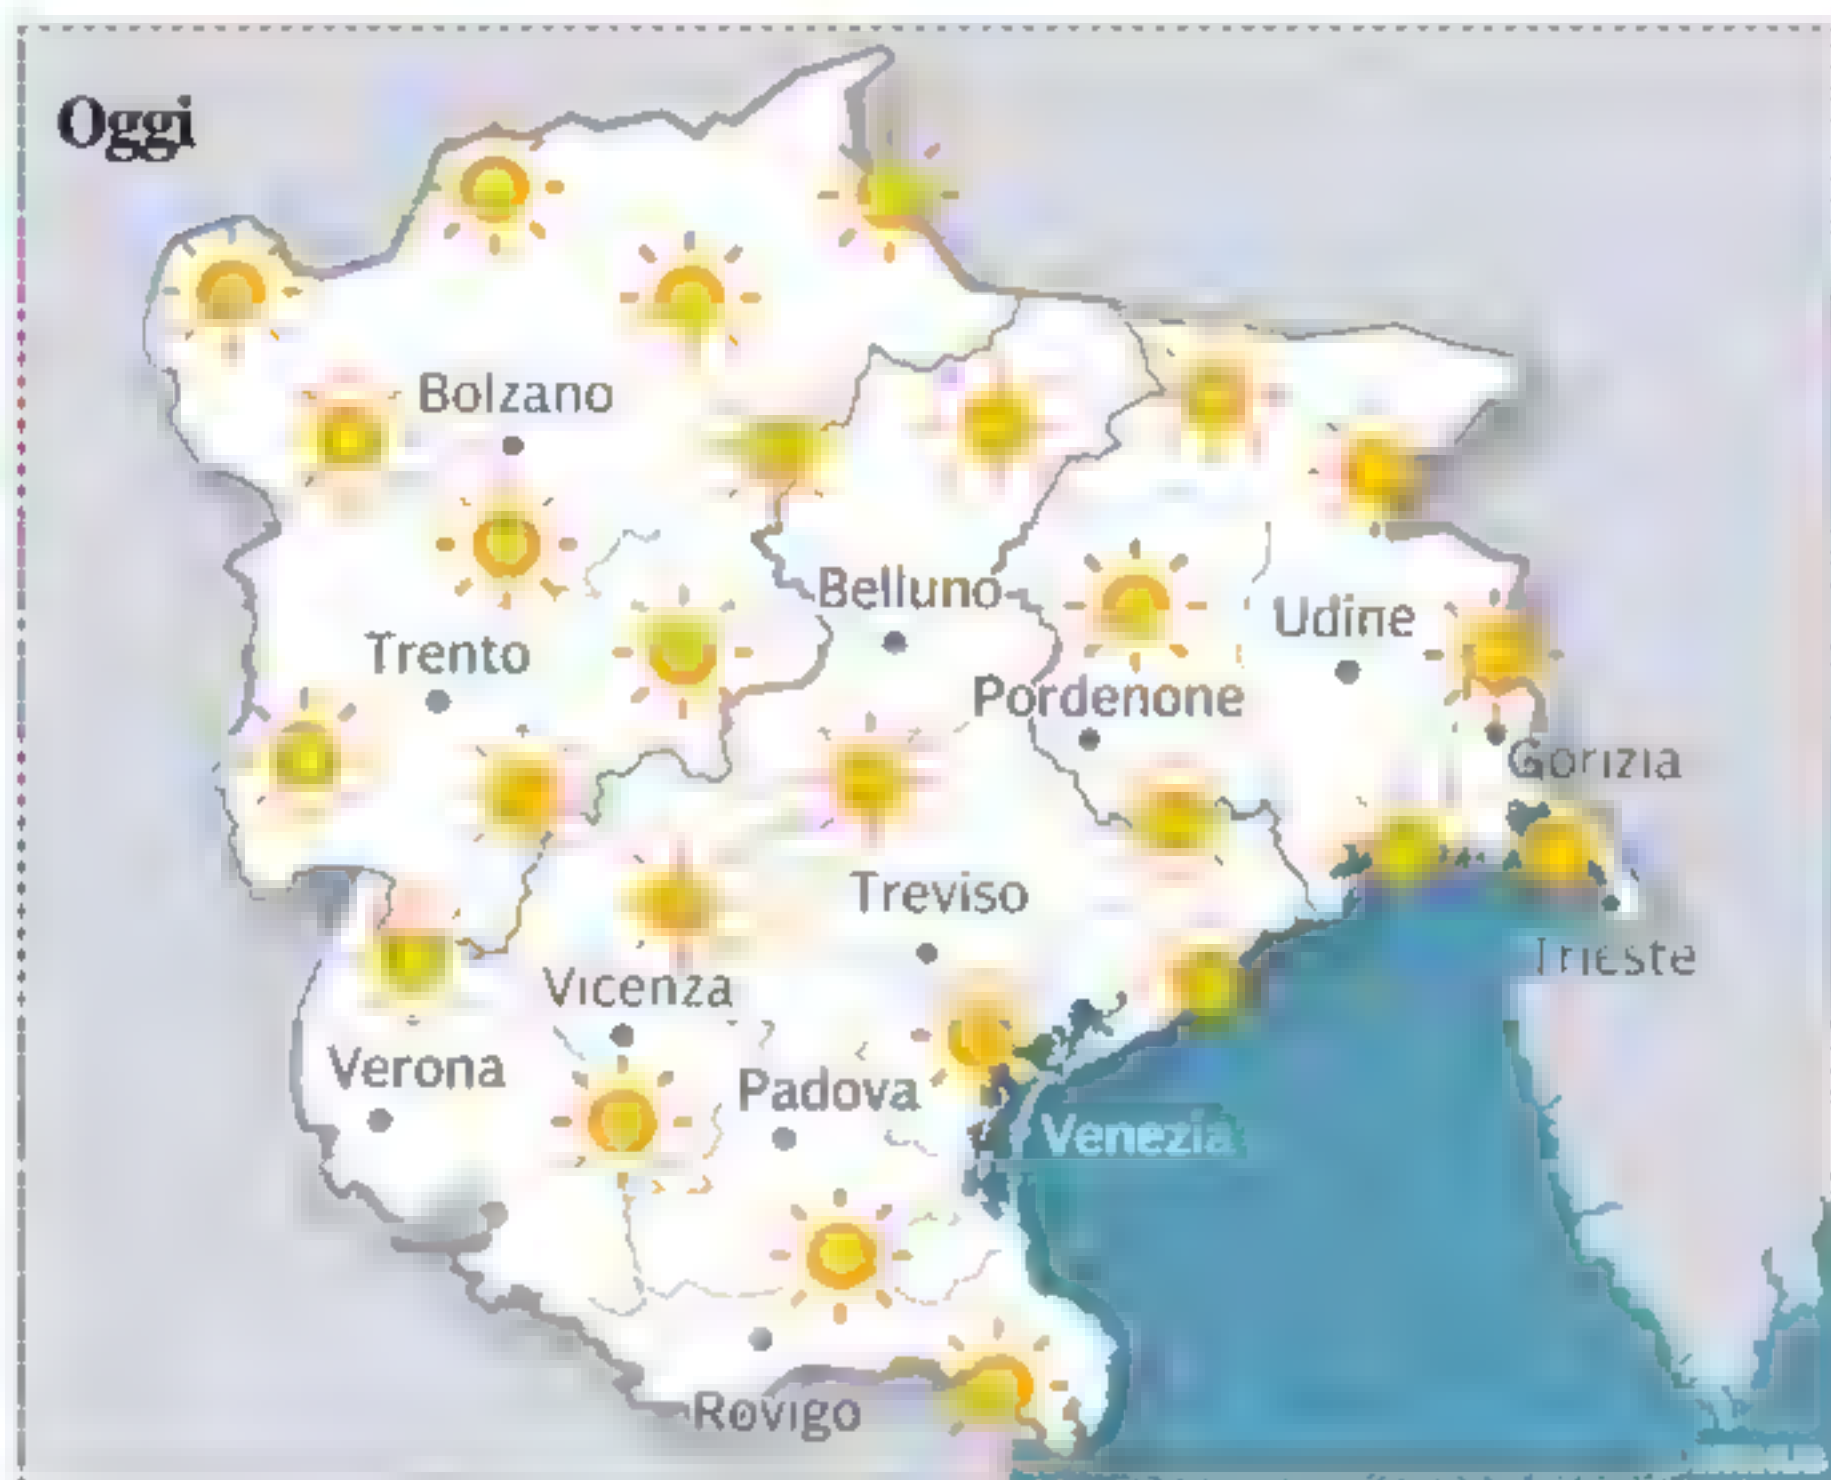 Oggi
Bolzano
Belluno
Udine
Trento
Pordenone
Gorizia
Treviso
Trieste
Vicenza
Verona
Padova
Venezia
Rovigo